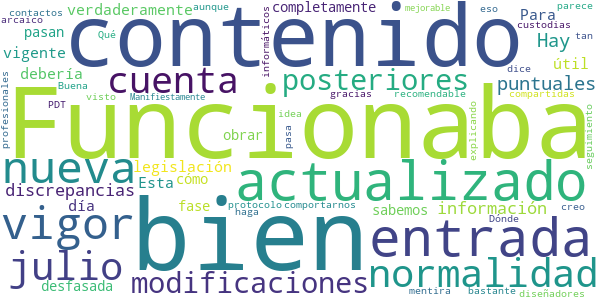 contactos verdaderamente aunque Qué completamente mejorable eso parece
arcaico pasan contenido Para custodias tan
vigente informáticos Hay dice útil
debería cuenta posteriores puntuales
profesionales Buena PDT visto Manifiestamente gracias recomendable compartidas
Funcionaba
idea obrar pasa explicando seguimiento
nueva legislación actualizado
discrepancias Esta cómo
vigor día fase haga protocolo comportarnos bien sabemos información Dónde creo
entrada
julio modificaciones normalidad
desfasada mentira bastante diseñadores